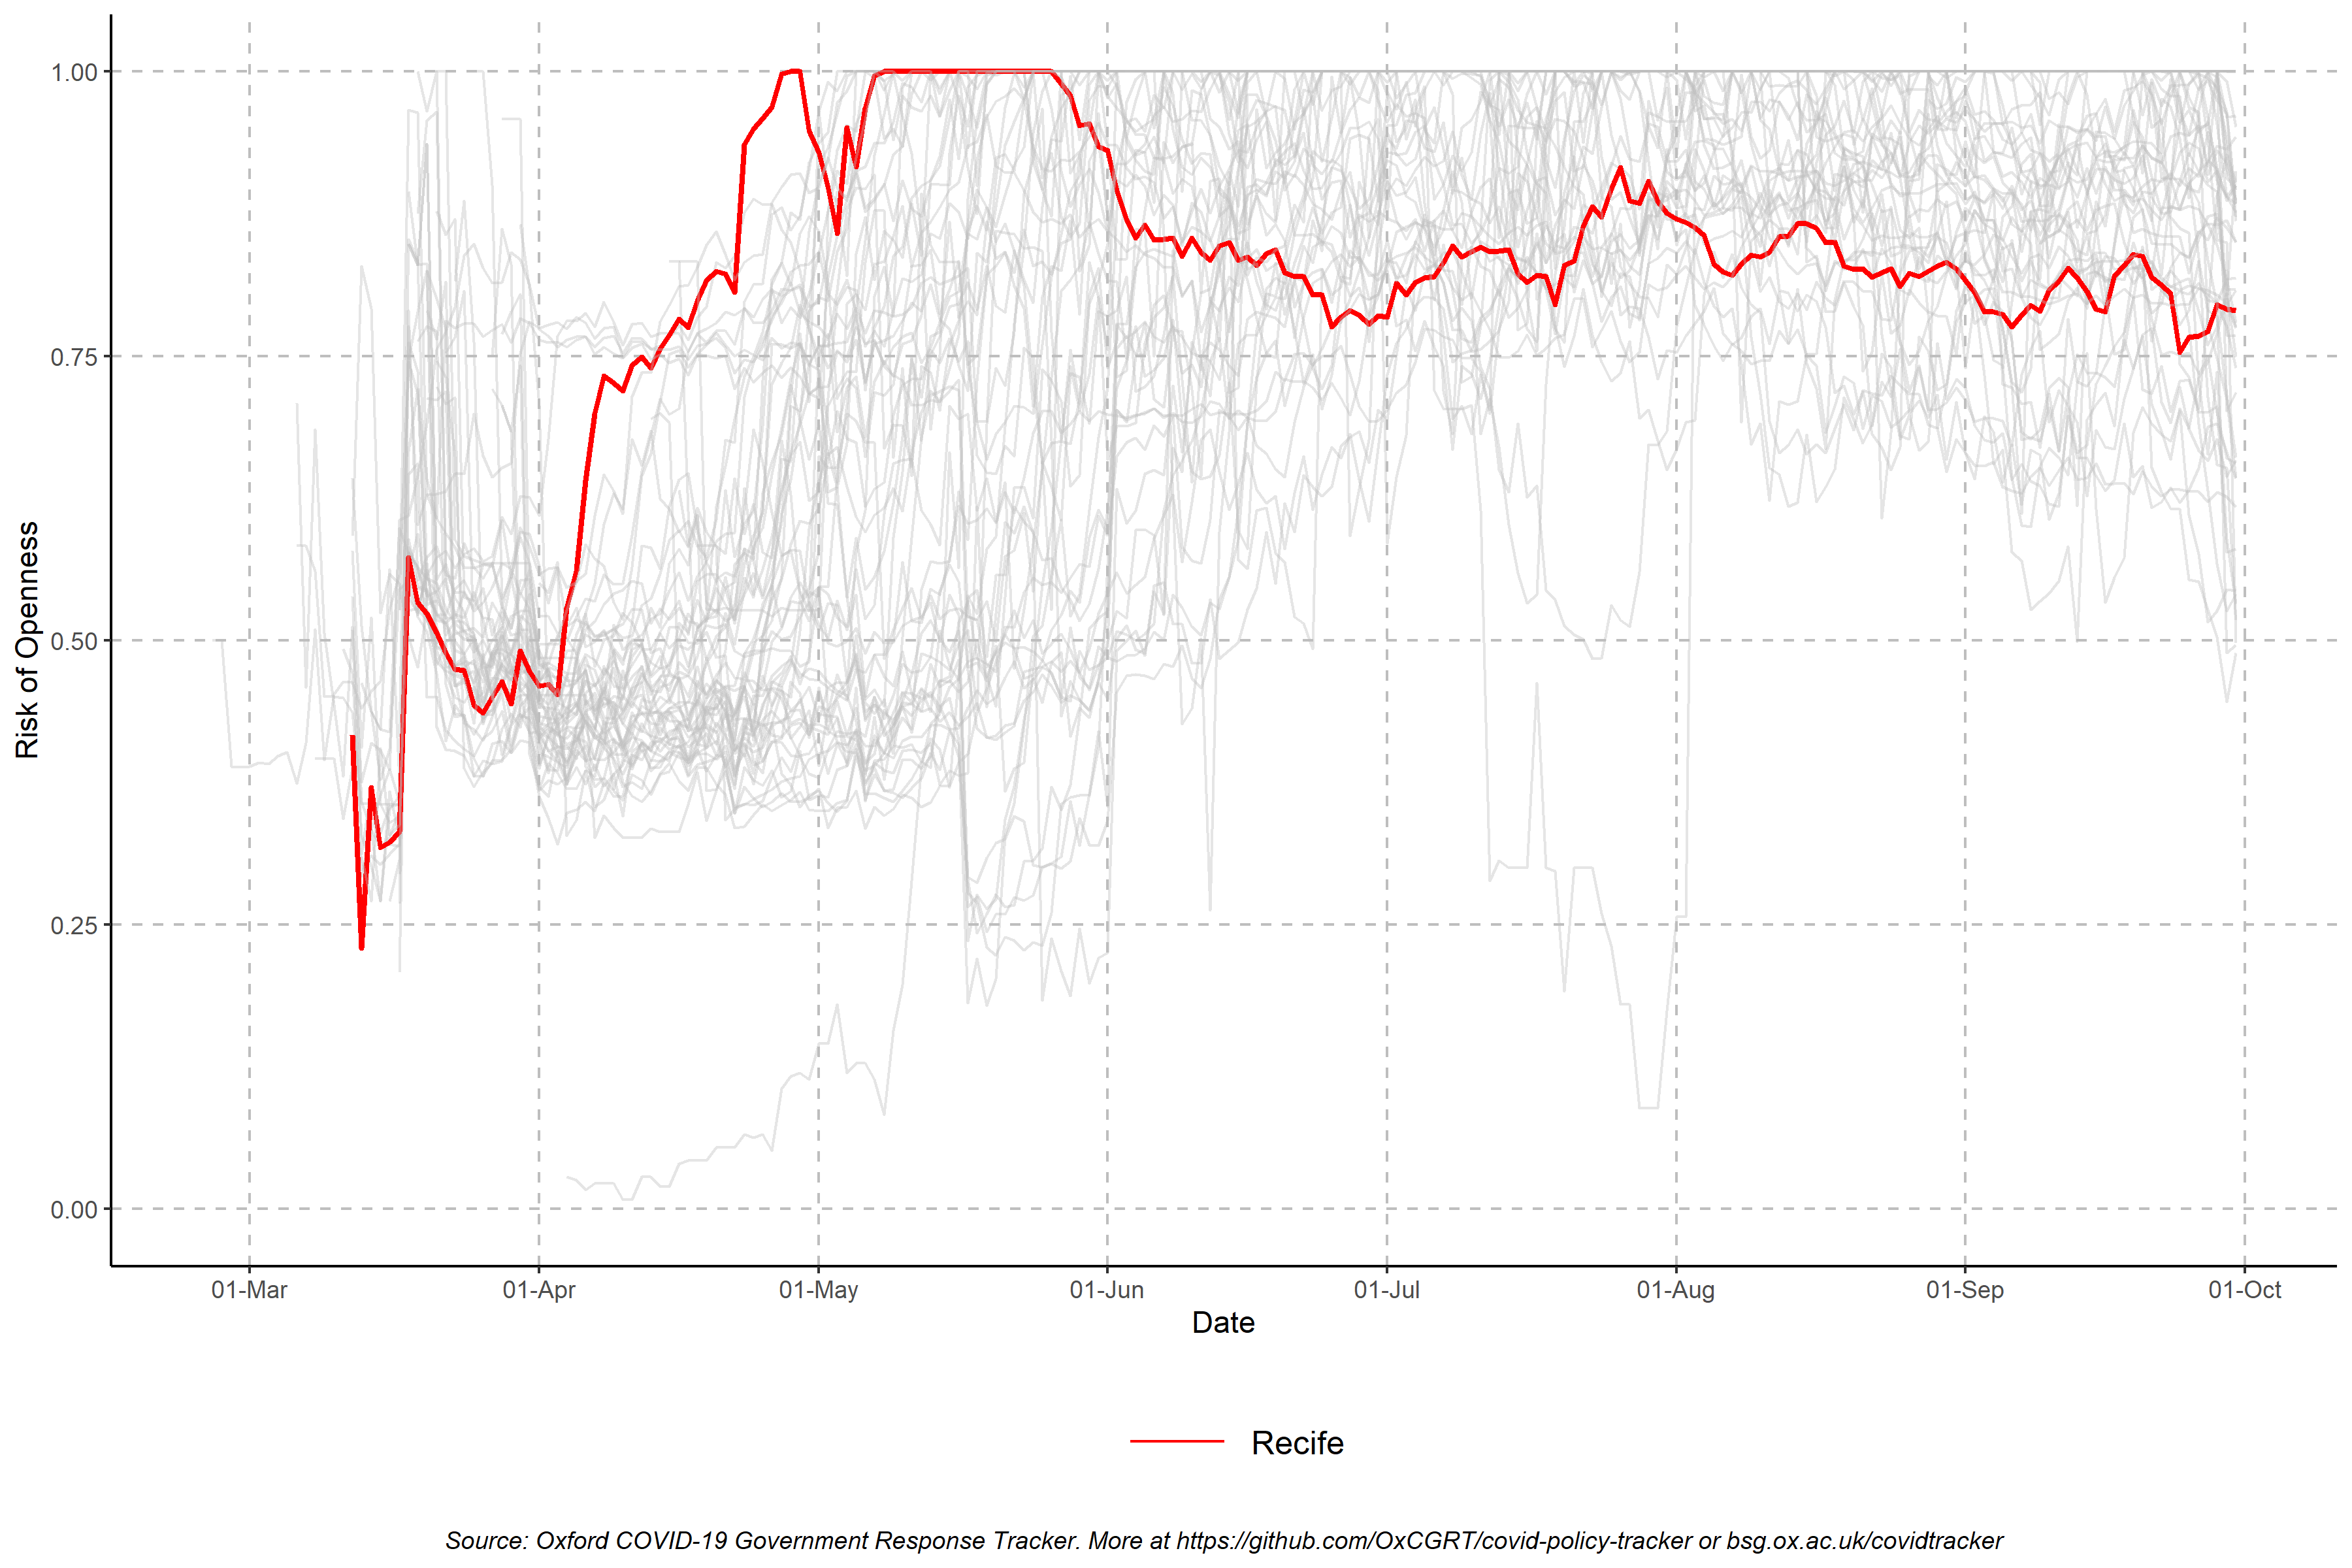 1.00
0.75
0.50
0.25
0.00
Risk of Openness
01-Mar 01-Apr 01-May 01-Jun 01-Jul 01-Aug 01-Sep 01-Oct
Date
Recife
Source: Oxford COVID-19 Government Response Tracker. More at https://github.com/OxCGRT/covid-policy-tracker or bsg.ox.ac.uk/covidtracker